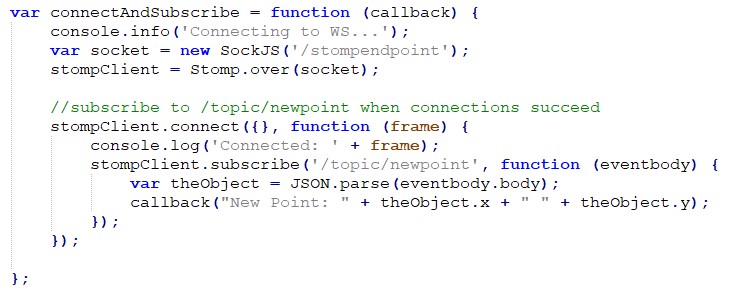 var connectAndSubscribe = function (callback) {
    console.info('Connecting to WS...');
    var socket = new SockJS('/stompendpoint');
    stompClient = Stomp.over(socket);

    //subscribe to /topic/newpoint when connections succeed
    stompClient.connect({}, function (frame) {
        console.log('Connected: ' + frame);
        stompClient.subscribe('/topic/newpoint', function (eventbody) {
            var theObject = JSON.parse(eventbody.body);
            callback("New Point: " + theObject.x + " " + theObject.y);
        });
    });

};